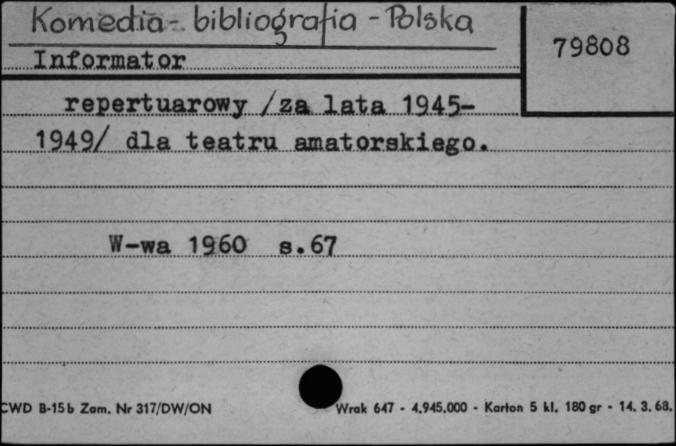 Komedia - bibliografia - Polska
79808
Informator
repertuarowy /za lata 1945-
1949/ dla teatru amatorskiego.
W-wa 1960 s.67
CWD B-15b Zam. Nr 317/DW/ON
Wrak 647 - 4.945.000 - Karton 5 kl. 180 gr - 14. 3. 68.